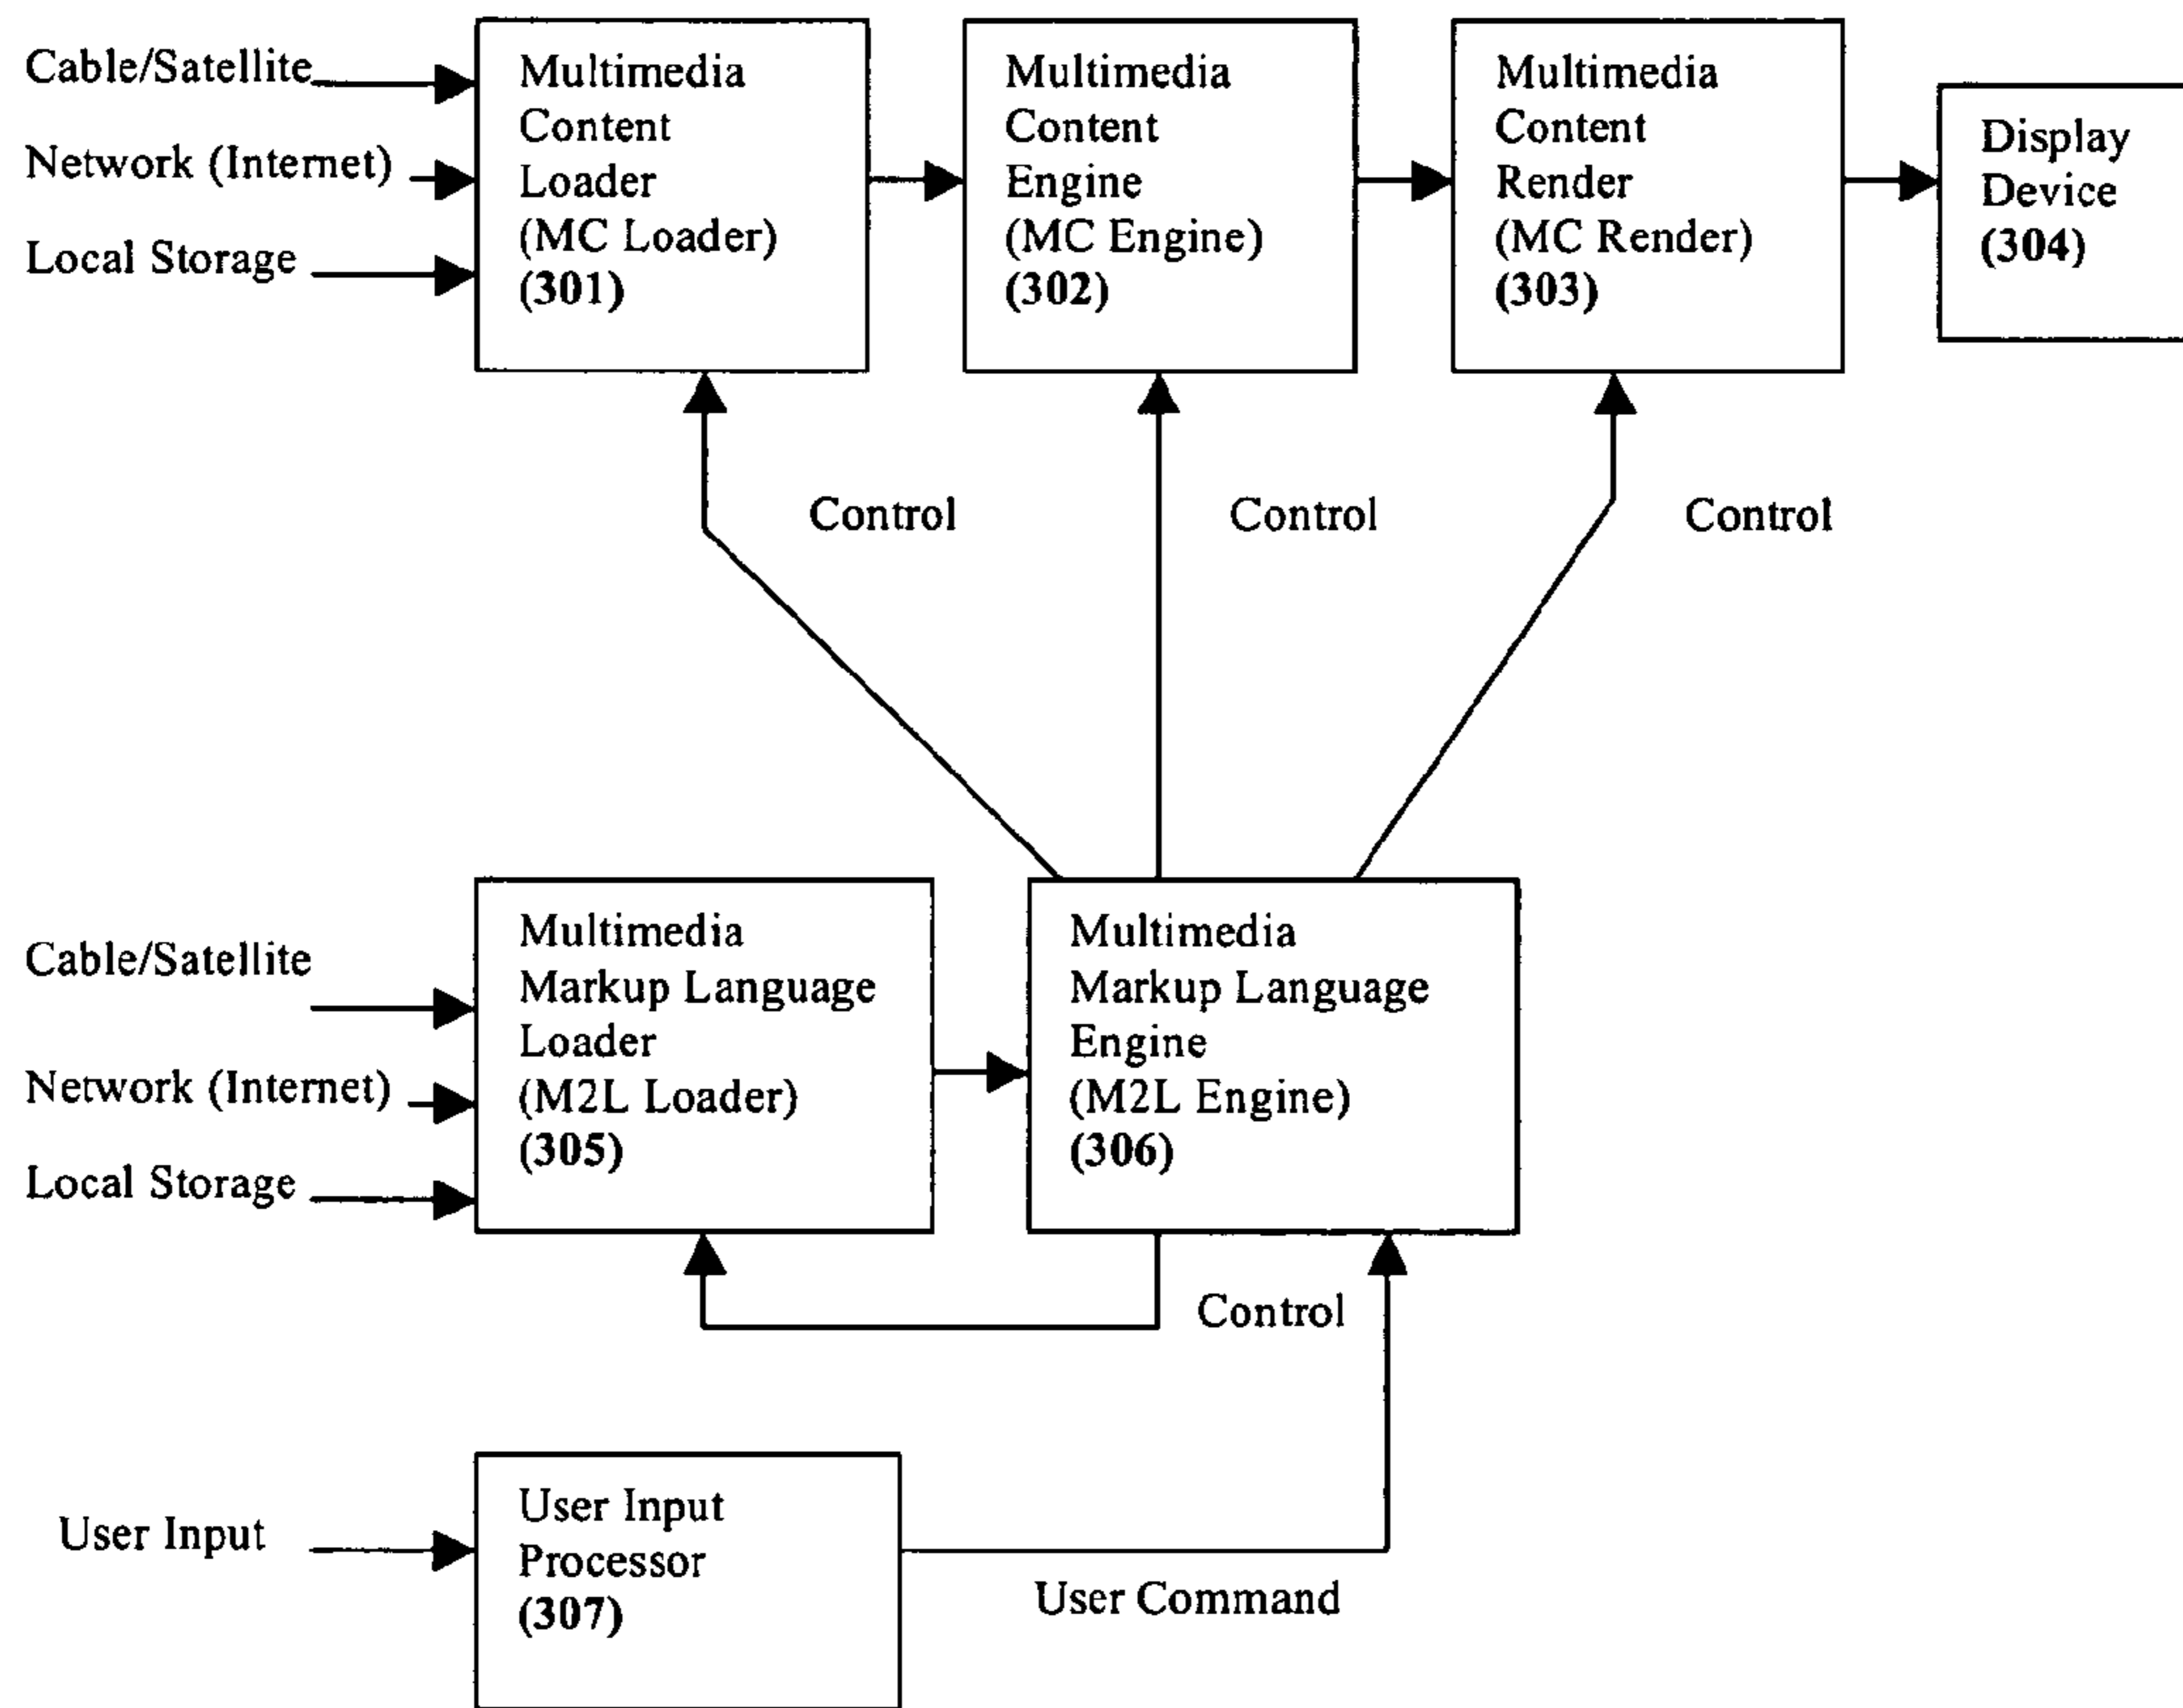 Cable/Satellite
Network (Internet)
Local Storage
Multimedia
Content
Loader
(MC Loader)
(301)
Multimedia
Content
Engine
(MC Engine)
(302)
Multimedia
Content
Render
(MC Render)
(303)
Display
Device
(304)
Control
Control
Control
Cable/Satellite
Network (Internet)
Local Storage
Multimedia
Markup Language
Loader
(M2L Loader)
(305)
Multimedia
Markup Language
Engine
(M2L Engine)
(306)
Control
User Input
User Input
Processor
(307)
User Command